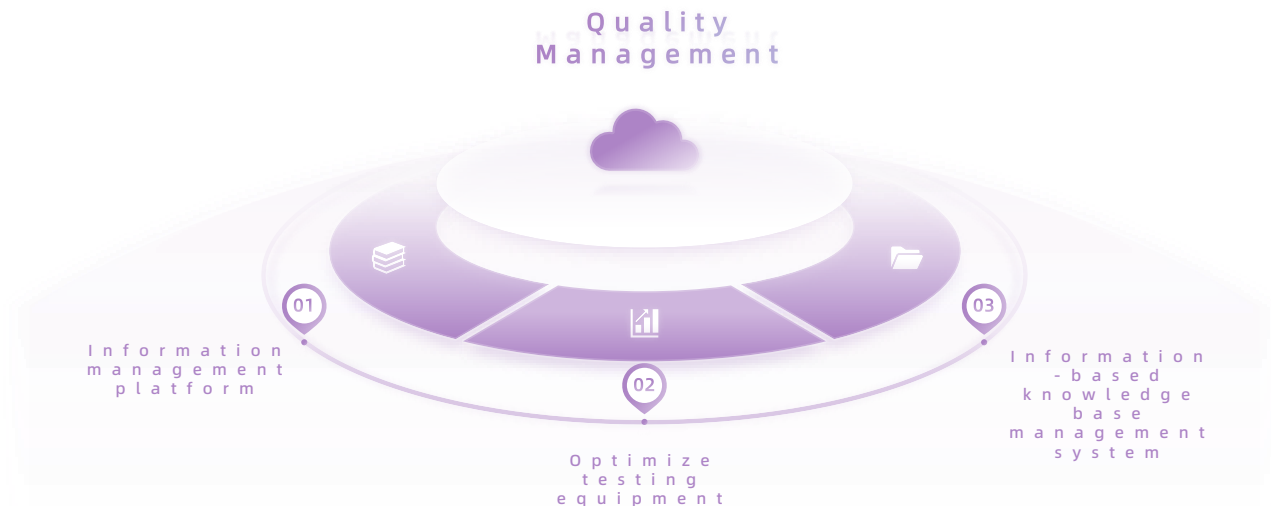 Quality
Management
01
Information
management
platform
02
Optimize
testing
equipment
03
Information
-based
knowledge
base
management
system